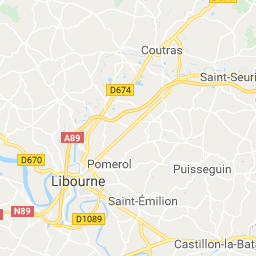 Coutras
Saint-Seuri
D674
A89
D670
Pomerol
Puisseguin
Libourne
Saint-Émilion
N89
D1089
Castillon-la-Bata